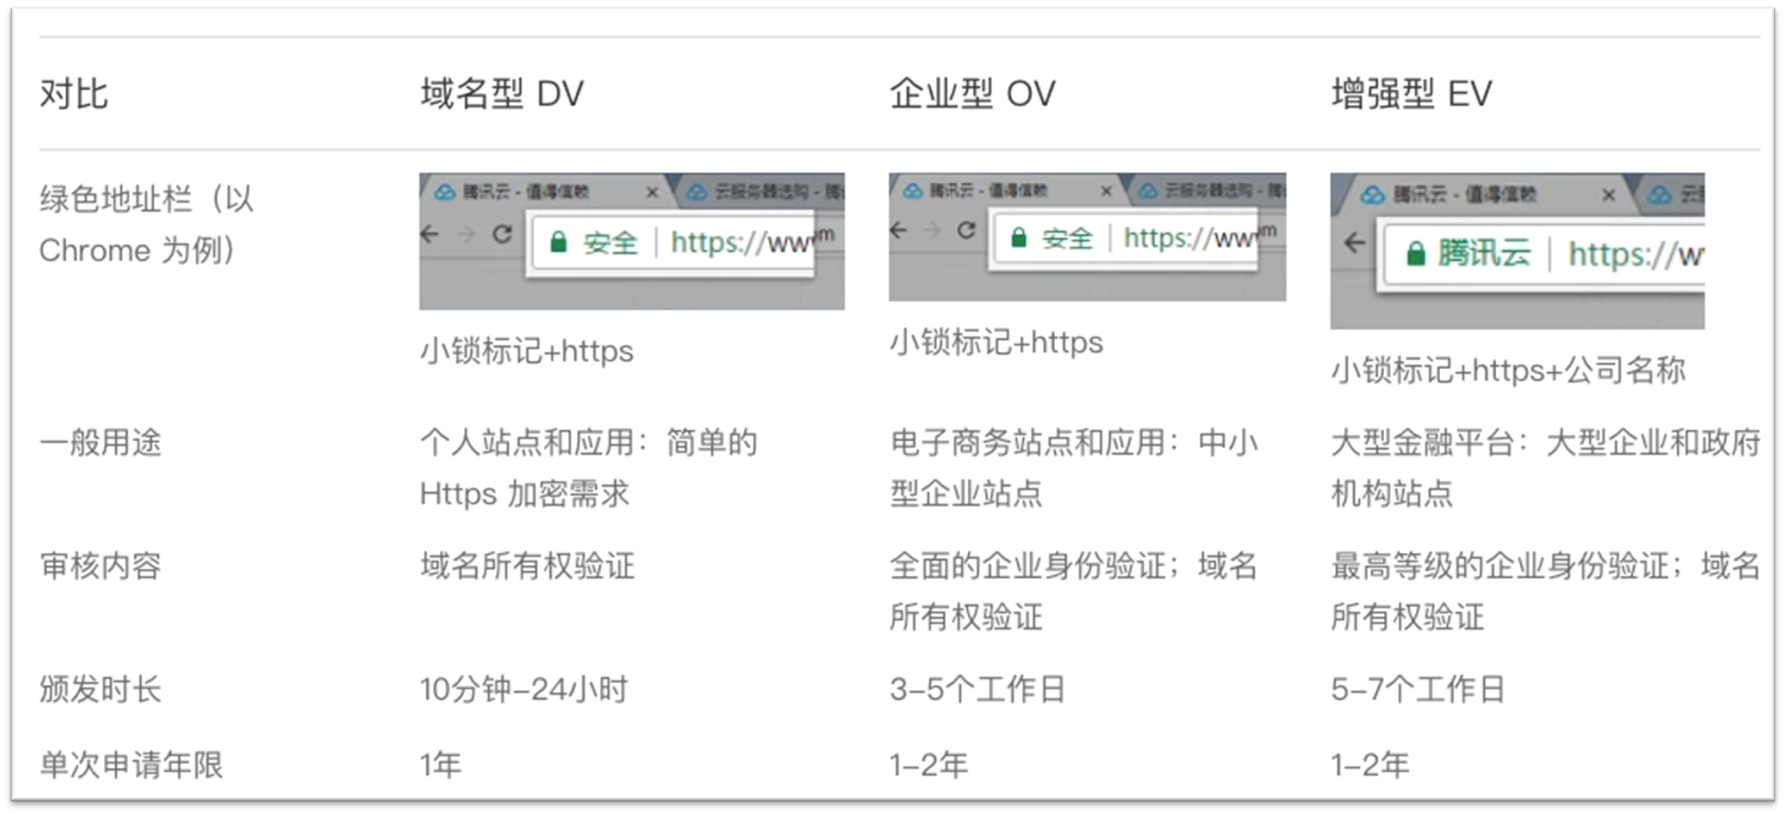 对比
域名型 DV
企业型 OV
增强型 EV
绿色地址栏（以
Chrome 为例）
腾讯云 - 值得信赖
云服务器选购 - 腾
安全 | https://www
小锁标记+https
腾讯云 - 值得信赖
云服务器选购 - 腾
安全 | https://www
小锁标记+https
腾讯云 - 值得信赖
腾讯云 | https://w
小锁标记+https+公司名称
一般用途
个人站点和应用：简单的
Https 加密需求
电子商务站点和应用：中小
型企业站点
大型金融平台：大型企业和政府
机构站点
审核内容
域名所有权验证
全面的企业身份验证；域名
所有权验证
最高等级的企业身份验证；域名
所有权验证
颁发时长
10分钟-24小时
3-5个工作日
5-7个工作日
单次申请年限
1年
1-2年
1-2年